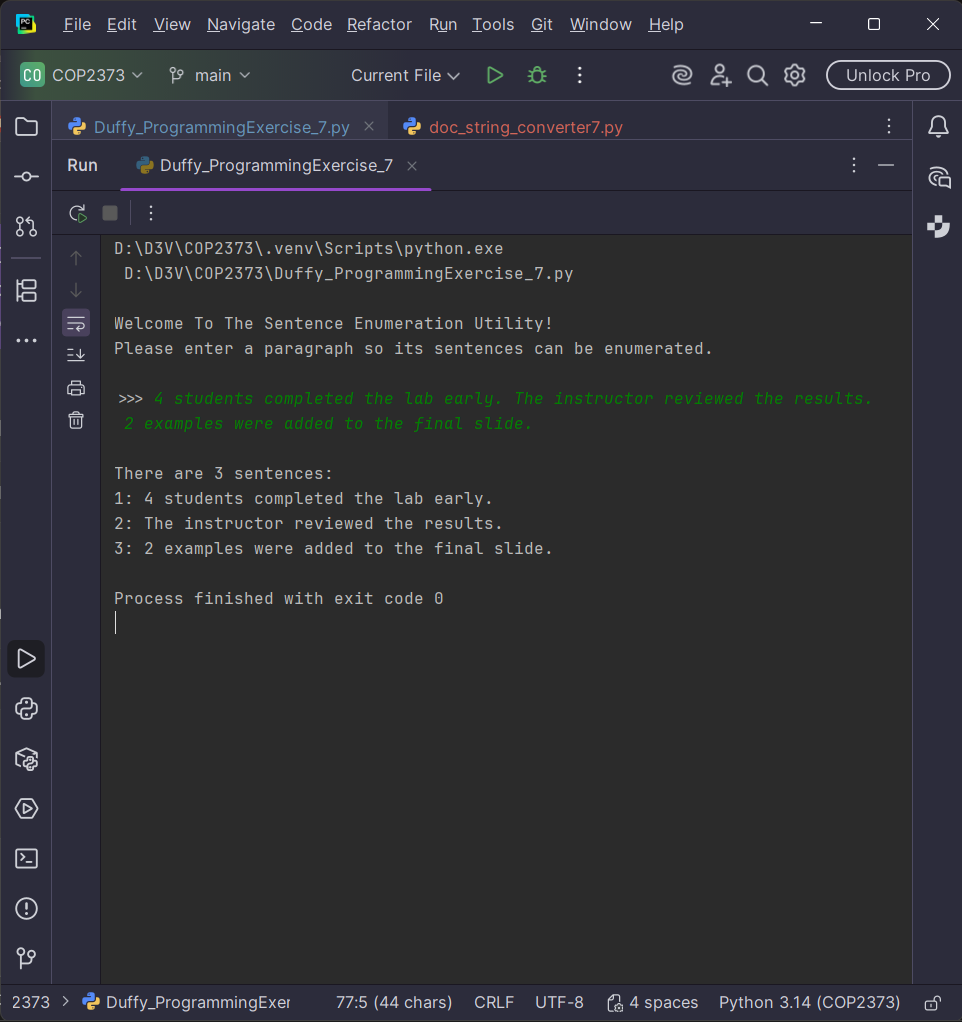 PC
File Edit View Navigate Code Refactor Run Tools Git Window Help
CO COP2373 main Current File Unlock Pro
Duffy_ProgrammingExercise_7.py doc_string_converter7.py
Run Duffy_ProgrammingExercise_7
D:\D3V\COP2373\.venv\Scripts\python.exe
D:\D3V\COP2373\Duffy_ProgrammingExercise_7.py
Welcome To The Sentence Enumeration Utility!
Please enter a paragraph so its sentences can be enumerated.
>>> 4 students completed the lab early. The instructor reviewed the results.
2 examples were added to the final slide.
There are 3 sentences:
1: 4 students completed the lab early.
2: The instructor reviewed the results.
3: 2 examples were added to the final slide.
Process finished with exit code 0
2373 > Duffy_ProgrammingExer 77:5 (44 chars) CRLF UTF-8 4 spaces Python 3.14 (COP2373)